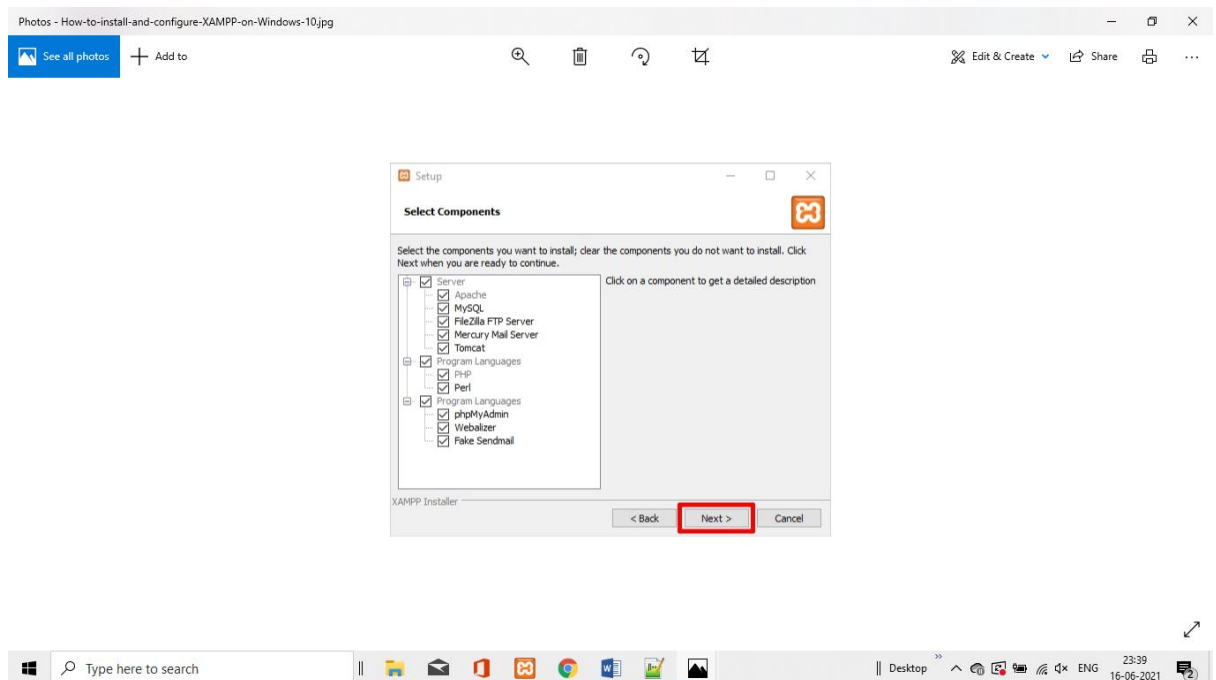 Photos - How-to-install-and-configure-XAMPP-on-Windows-10.jpg
See all photos
Add to
Edit & Create
Share
Setup
Select Components
Select the components you want to install; clear the components you do not want to install. Click
Next when you are ready to continue.
Server
Apache
MySQL
FileZilla FTP Server
Mercury Mail Server
Tomcat
Program Languages
PHP
Perl
Program Languages
phpMyAdmin
Webalizer
Fake Sendmail
Click on a component to get a detailed description
XAMPP Installer
< Back
Next >
Cancel
Type here to search
Desktop
ENG
23:39
16-06-2021
2